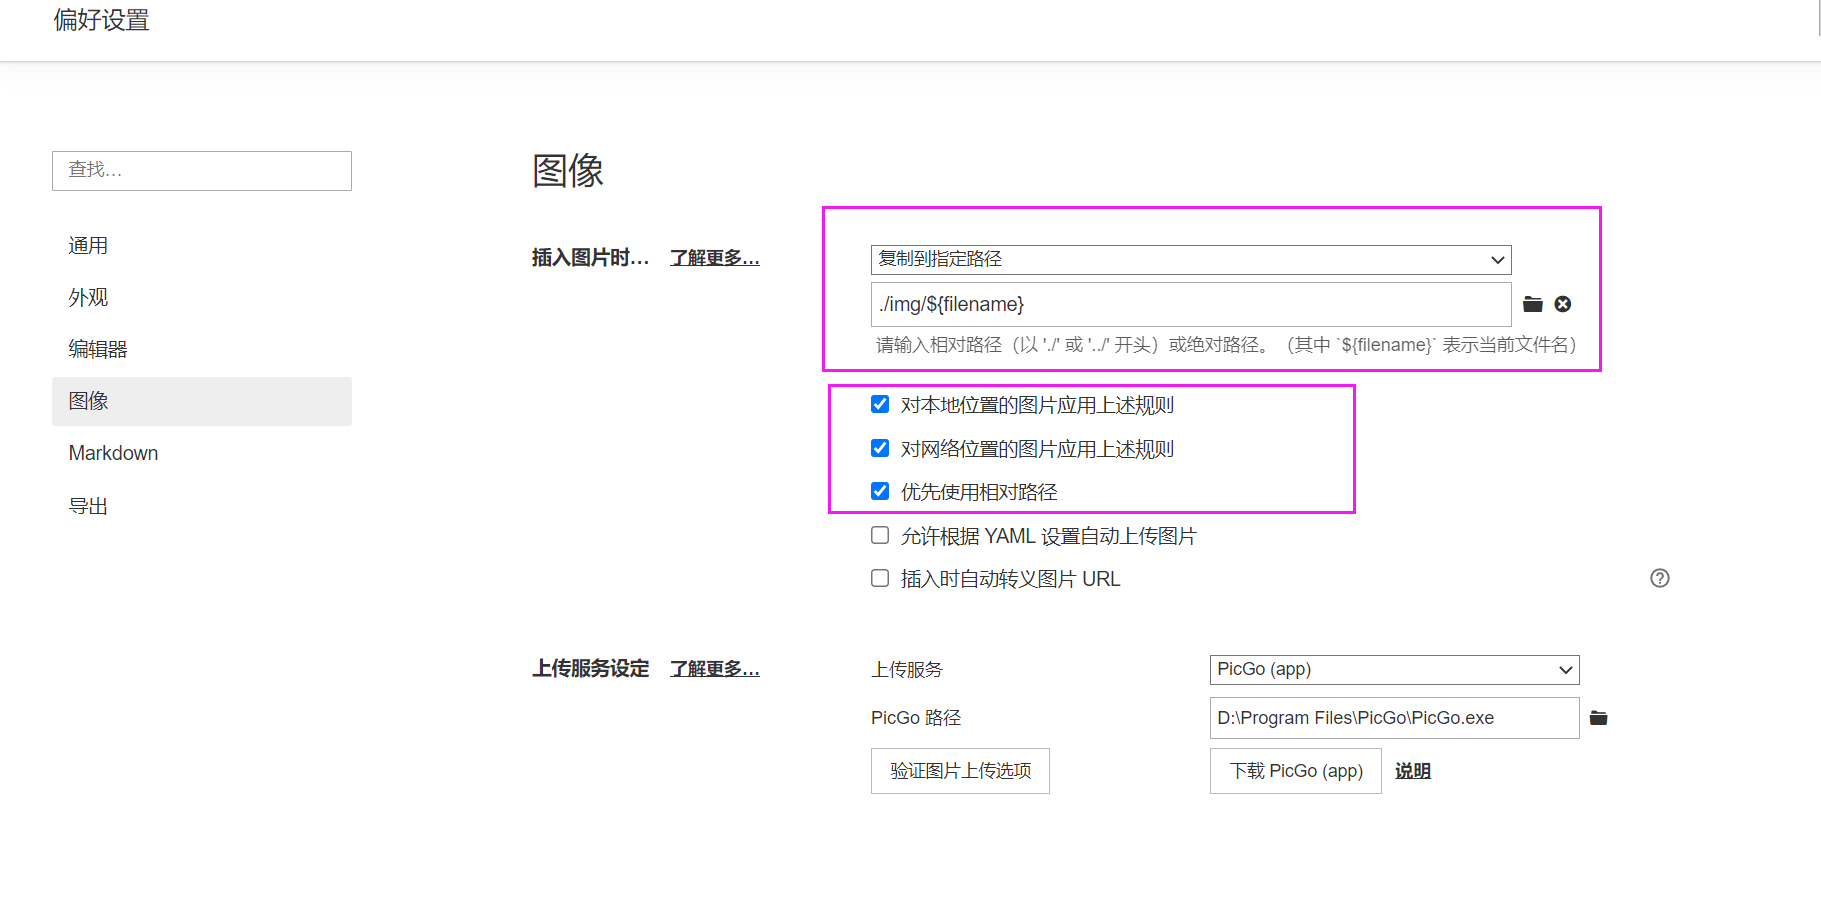 偏好设置
查找...
通用
外观
编辑器
图像
Markdown
导出
图像
插入图片时... 了解更多...
复制到指定路径
./img/${filename}
请输入相对路径（以 './' 或 '../' 开头）或绝对路径。（其中 `${filename}` 表示当前文件名）
对本地位置的图片应用上述规则
对网络位置的图片应用上述规则
优先使用相对路径
允许根据 YAML 设置自动上传图片
插入时自动转义图片 URL
上传服务设定 了解更多...
上传服务 PicGo (app)
PicGo 路径 D:\Program Files\PicGo\PicGo.exe
验证图片上传选项 下载 PicGo (app) 说明